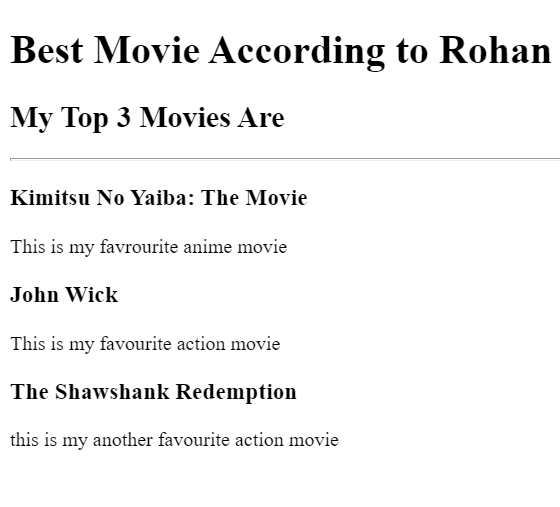 Best Movie According to Rohan
My Top 3 Movies Are
Kimitsu No Yaiba: The Movie
This is my favrourite anime movie
John Wick
This is my favourite action movie
The Shawshank Redemption
this is my another favourite action movie